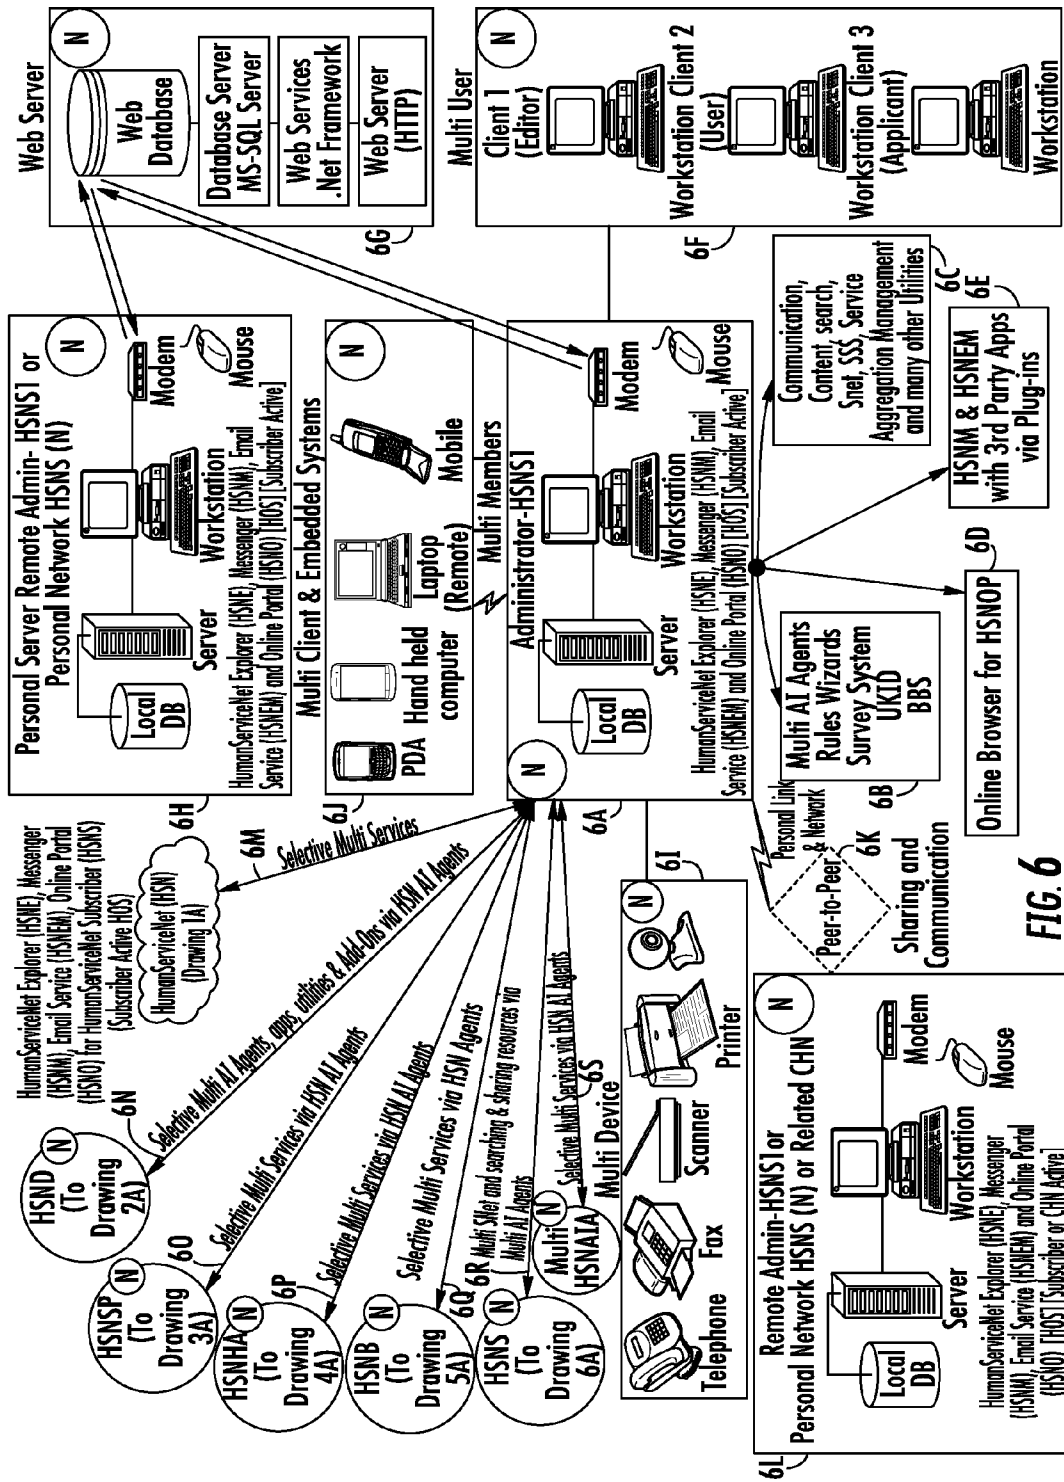 Personal Server Remote Admin- HSNS1 or
Personal Network HSNS (N)
N
Local
DB
Server
Workstation
Modem
Mouse
HumanServiceNet Explorer (HSNE), Messenger (HSNM), Email
Service (HSNEM) and Online Portal (HSNO) [HOS] [Subscriber Active]
6H
Web Server
N
Web
Database
Database Server
MS-SQL Server
Web Services
.Net Framework
Web Server
(HTTP)
6G
HumanServiceNet Explorer (HSNE), Messenger
(HSNM), Email Service (HSNEM), Online Portal
(HSNO) for HumanServiceNet Subscriber (HSNS)
(Subscriber Active HOS)
HumanServiceNet (HSN)
(Drawing 1A)
6M
Selective Multi Services
Multi Client & Embedded Systems
N
PDA
Hand held
computer
Laptop
(Remote)
Mobile
6J
Multi Members
Multi User
N
Client 1
(Editor)
Workstation Client 2
(User)
Workstation Client 3
(Applicant)
Workstation
6F
HSND
(To
Drawing
2A)
N
6N
Selective Multi AI Agents, apps, utilities & Add-Ons via HSN AI Agents
HSNSP
(To
Drawing
3A)
N
6O
Selective Multi Services via HSN AI Agents
HSNHA
(To
Drawing
4A)
N
6P
Selective Multi Services via HSN AI Agents
HSNB
(To
Drawing
5A)
N
6Q
Selective Multi Services via HSN Agents
HSNS
(To
Drawing
6A)
N
6R
Multi SNet and searching & sharing resources via
Multi AI Agents
Multi
HSNAIA
N
6S
Selective Multi Services via HSN AI Agents
Administrator-HSNS1
N
Local
DB
Server
Workstation
Modem
Mouse
HumanServiceNet Explorer (HSNE), Messenger (HSNM), Email
Service (HSNEM) and Online Portal (HSNO) [HOS] [Subscriber Active]
6A
Multi Device
N
Telephone
Fax
Scanner
Printer
6I
Personal Link
& Network
Peer-to-Peer
6K
Sharing and
Communication
Multi AI Agents
Rules Wizards
Survey System
UKID
BBS
6B
Communication,
Content, search,
Snet, SSS, Service
Aggregation Management
and many other Utilities
6C
HSNM & HSNEM
with 3rd Party Apps
via Plug-ins
6E
Online Browser for HSNOP
6D
Remote Admin-HSNS1or
Personal Network HSNS (N) or Related CHN
N
Local
DB
Server
Workstation
Modem
Mouse
HumanServiceNet Explorer (HSNE), Messenger
(HSNM), Email Service (HSNEM) and Online Portal
(HSNO) [HOS] [Subscriber or CHN Active]
6L
FIG. 6